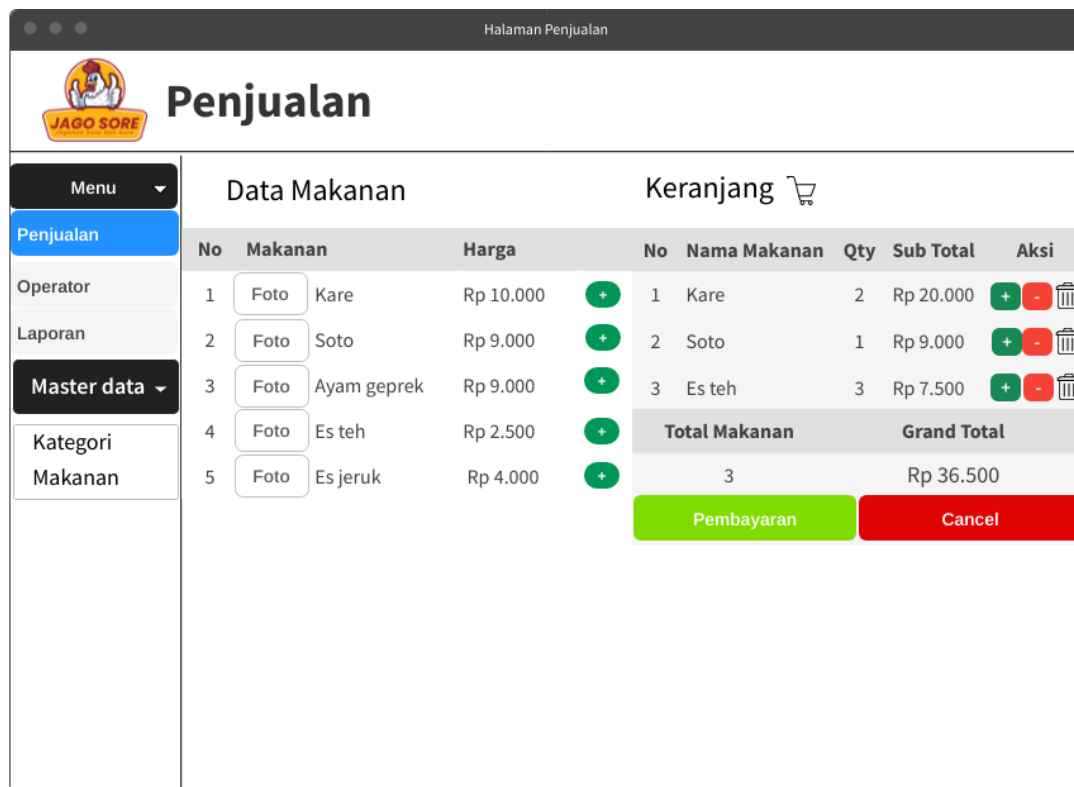 Halaman Penjualan
JAGO SORE
Penjualan
Menu
Penjualan
Operator
Laporan
Master data
Kategori
Makanan
Data Makanan
No Makanan Harga
1 Foto Kare Rp 10.000 +
2 Foto Soto Rp 9.000 +
3 Foto Ayam geprek Rp 9.000 +
4 Foto Es teh Rp 2.500 +
5 Foto Es jeruk Rp 4.000 +
Keranjang
No Nama Makanan Qty Sub Total Aksi
1 Kare 2 Rp 20.000 + -
2 Soto 1 Rp 9.000 + -
3 Es teh 3 Rp 7.500 + -
Total Makanan Grand Total
3 Rp 36.500
Pembayaran Cancel